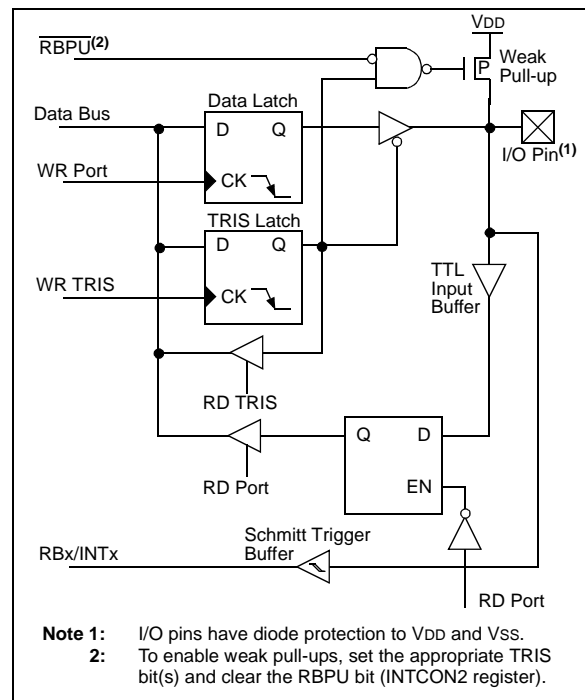 VDD
RBPU(2)
Weak
Pull-up
P
Data Latch
Data Bus
D Q
I/O Pin(1)
WR Port
CK
TRIS Latch
D Q
TTL
Input
Buffer
WR TRIS
CK
RD TRIS
Q D
RD Port
EN
Schmitt Trigger
Buffer
RBx/INTx
RD Port
Note 1: I/O pins have diode protection to VDD and VSS.
2: To enable weak pull-ups, set the appropriate TRIS
bit(s) and clear the RBPU bit (INTCON2 register).